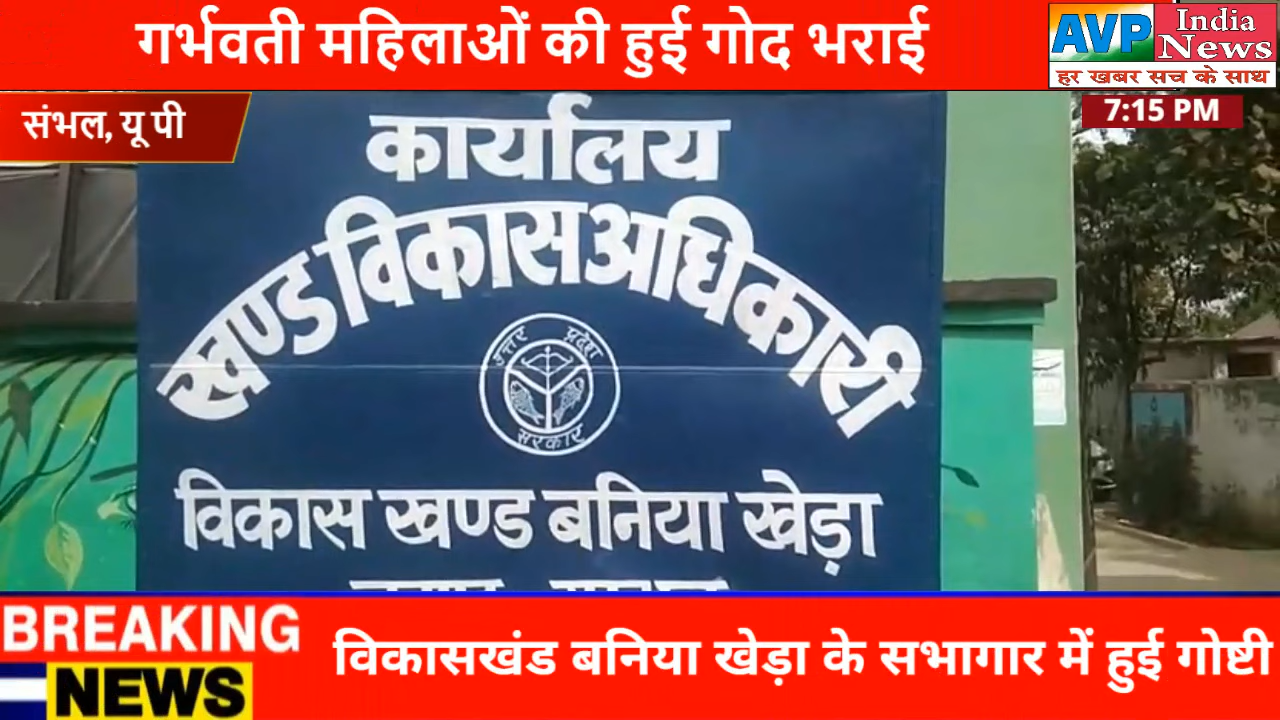 गर्भवती महिलाओं की हुई गोद भराई
AVP India News
हर खबर सच के साथ
संभल, यू पी
7:15 PM
कार्यालय
खण्ड विकास अधिकारी
उत्तर प्रदेश
सरकार
विकास खण्ड बनिया खेड़ा
BREAKING
NEWS
विकासखंड बनिया खेड़ा के सभागार में हुई गोष्टी